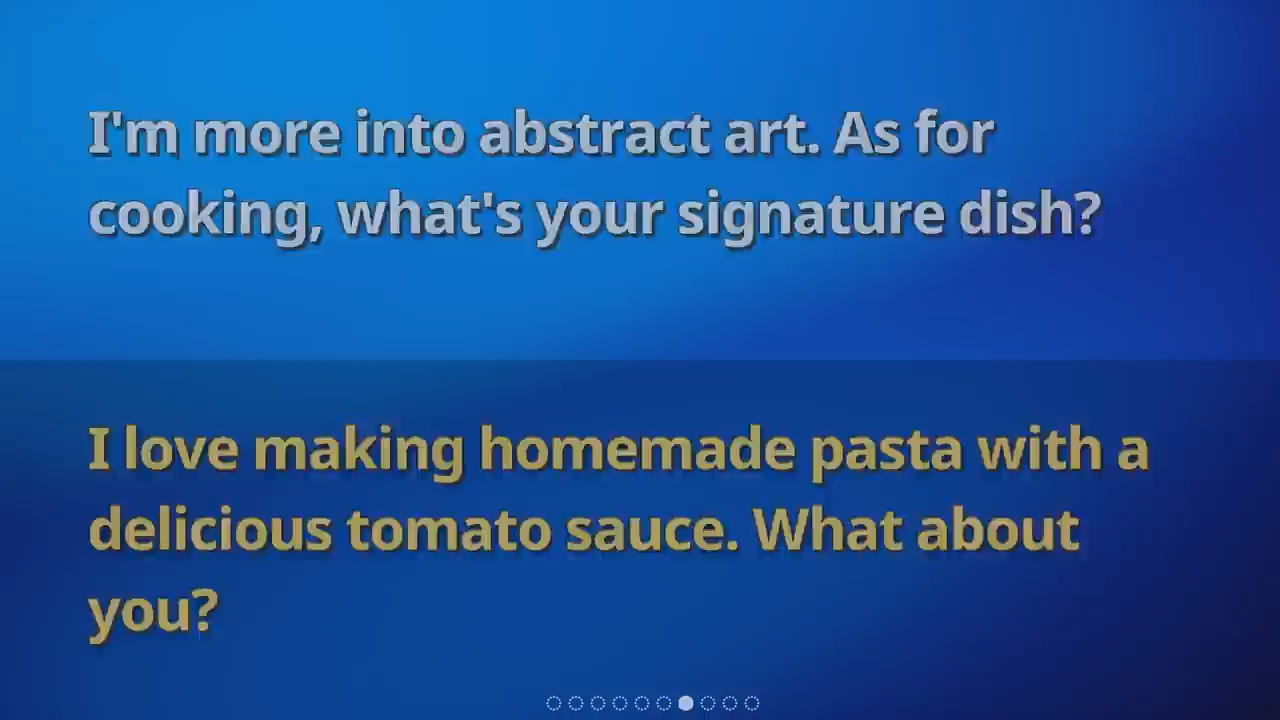 I'm more into abstract art. As for
cooking, what's your signature dish?
I love making homemade pasta with a
delicious tomato sauce. What about
you?